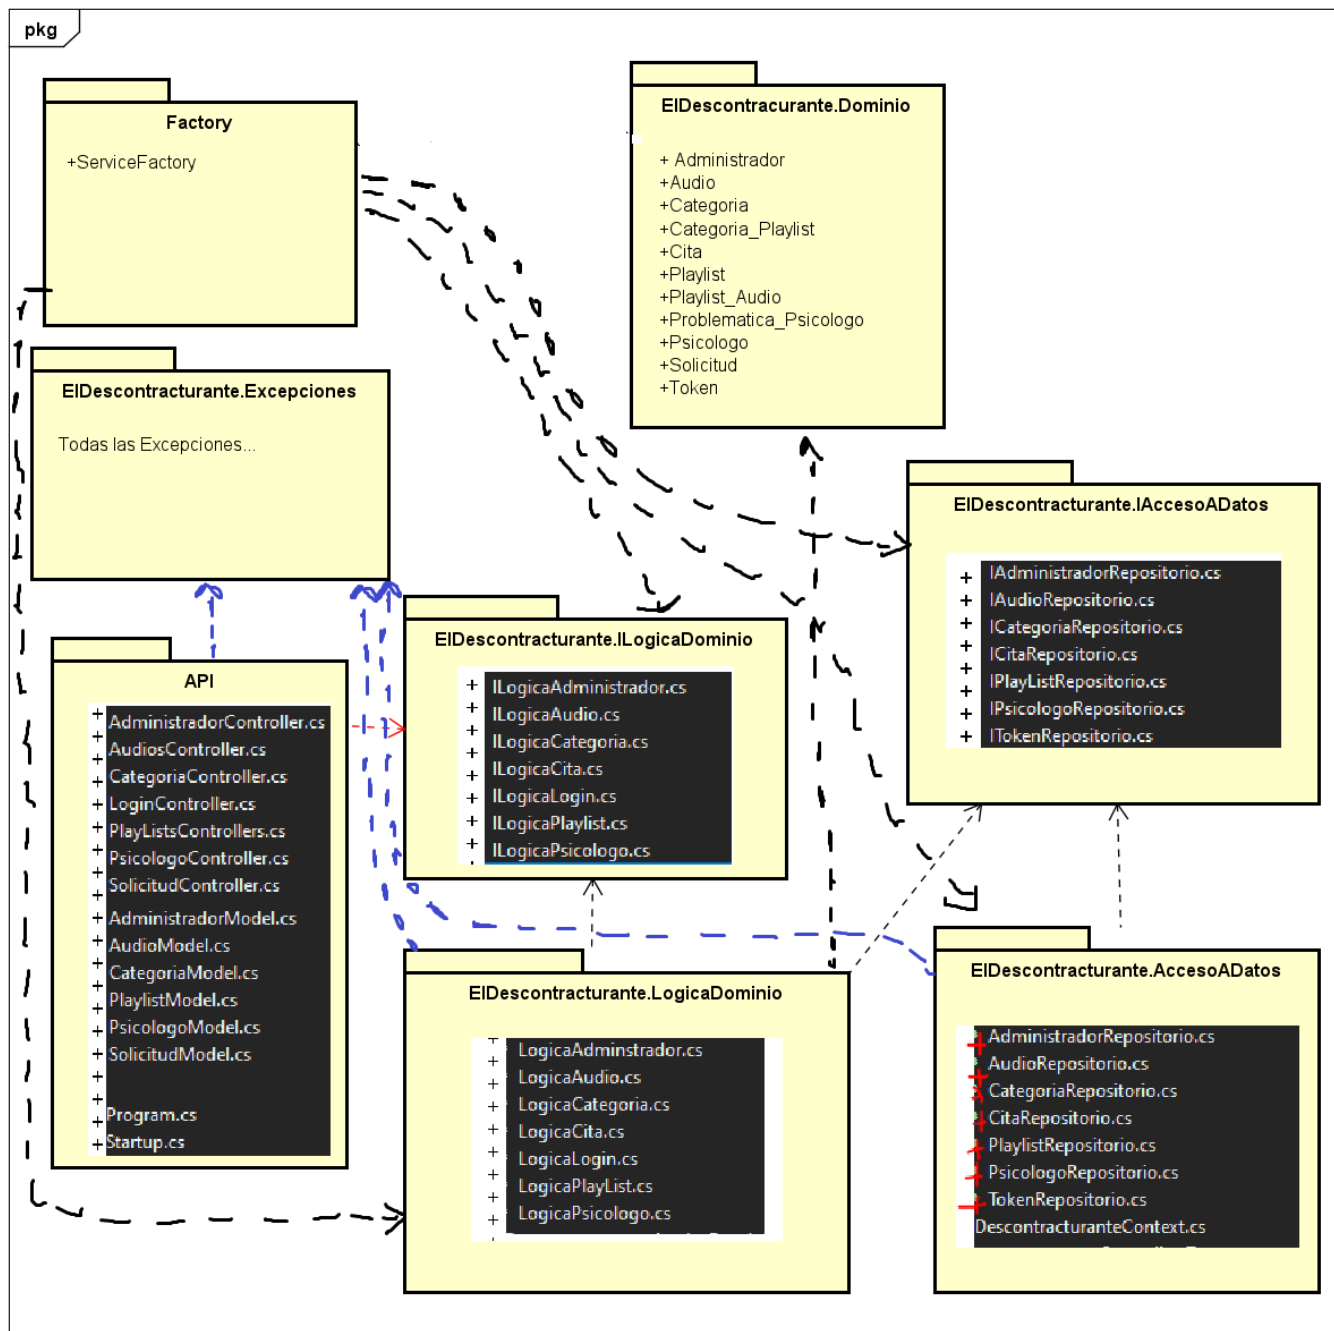 pkg
Factory
+ServiceFactory
ElDescontracurante.Dominio
+ Administrador
+Audio
+Categoria
+Categoria_Playlist
+Cita
+Playlist
+Playlist_Audio
+Problematica_Psicologo
+Psicologo
+Solicitud
+Token
ElDescontracturante.Excepciones
Todas las Excepciones...
ElDescontracturante.IAccesoADatos
+ IAdministradorRepositorio.cs
+ IAudioRepositorio.cs
+ ICategoriaRepositorio.cs
+ ICitaRepositorio.cs
+ IPlayListRepositorio.cs
+ IPsicologoRepositorio.cs
+ ITokenRepositorio.cs
ElDescontracturante.ILogicaDominio
+ ILogicaAdministrador.cs
+ ILogicaAudio.cs
+ ILogicaCategoria.cs
+ ILogicaCita.cs
+ ILogicaLogin.cs
+ ILogicaPlaylist.cs
+ ILogicaPsicologo.cs
API
+ AdministradorController.cs
+ AudiosController.cs
+ CategoriaController.cs
+ LoginController.cs
+ PlayListsControllers.cs
+ PsicologoController.cs
+ SolicitudController.cs
+ AdministradorModel.cs
+ AudioModel.cs
+ CategoriaModel.cs
+ PlaylistModel.cs
+ PsicologoModel.cs
+ SolicitudModel.cs
+ Program.cs
+ Startup.cs
ElDescontracturante.LogicaDominio
+ LogicaAdminstrador.cs
+ LogicaAudio.cs
+ LogicaCategoria.cs
+ LogicaCita.cs
+ LogicaLogin.cs
+ LogicaPlayList.cs
+ LogicaPsicologo.cs
ElDescontracturante.AccesoADatos
+ AdministradorRepositorio.cs
+ AudioRepositorio.cs
+ CategoriaRepositorio.cs
+ CitaRepositorio.cs
+ PlaylistRepositorio.cs
+ PsicologoRepositorio.cs
+ TokenRepositorio.cs
DescontracturanteContext.cs